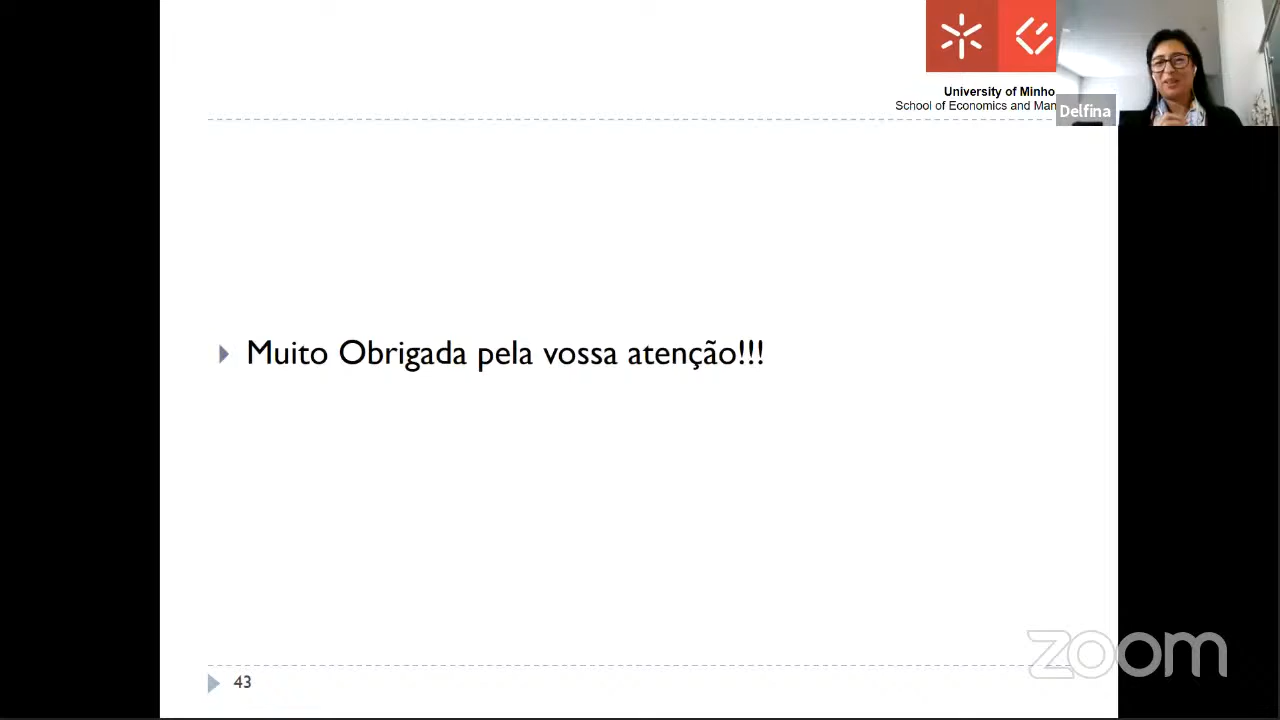 University of Minho
School of Economics and Man
Delfina
Muito Obrigada pela vossa atenção!!!
43
zoom